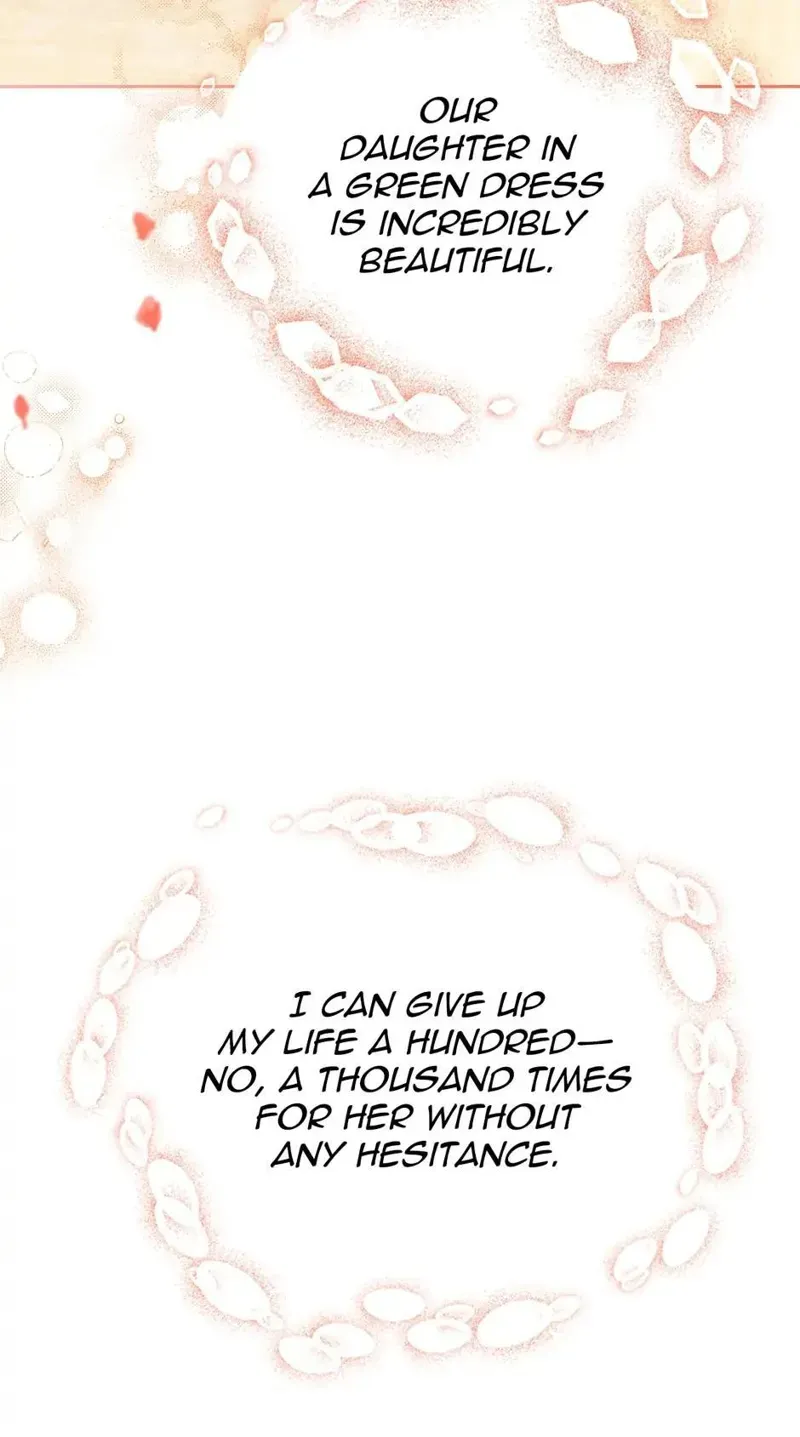 OUR
DAUGHTER IN
A GREEN DRESS
IS INCREDIBLY
BEAUTIFUL.
I CAN GIVE UP
MY LIFE A HUNDRED—
NO, A THOUSAND TIMES
FOR HER WITHOUT
ANY HESITANCE.